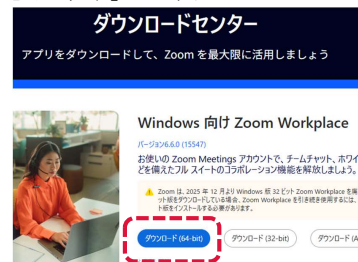 ダウンロードセンター
アプリをダウンロードして、Zoom を最大限に活用しましょう
Windows 向け Zoom Workplace
バージョン6.6.0 (15547)
お使いの Zoom Meetings アカウントで、チームチャット、ホワイ
どを備えたフル スイートのコラボレーション機能を解放しましょう。
Zoom は、2025 年 12 月より Windows 版 32 ビット Zoom Workplace を廃
ット版をダウンロードしている場合、Zoom Workplace を引き続き使用するには、
ト版をインストールする必要があります。
ダウンロード (64-bit)
ダウンロード (32-bit)
ダウンロード (A